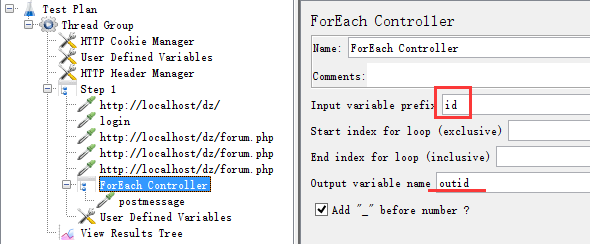 Test Plan
Thread Group
HTTP Cookie Manager
User Defined Variables
HTTP Header Manager
Step 1
http://localhost/dz/
login
http://localhost/dz/forum.php
http://localhost/dz/forum.php
http://localhost/dz/forum.php
ForEach Controller
postmessage
User Defined Variables
View Results Tree
ForEach Controller
Name: ForEach Controller
Comments:
Input variable prefix id
Start index for loop (exclusive)
End index for loop (inclusive)
Output variable name outid
Add "_" before number ?